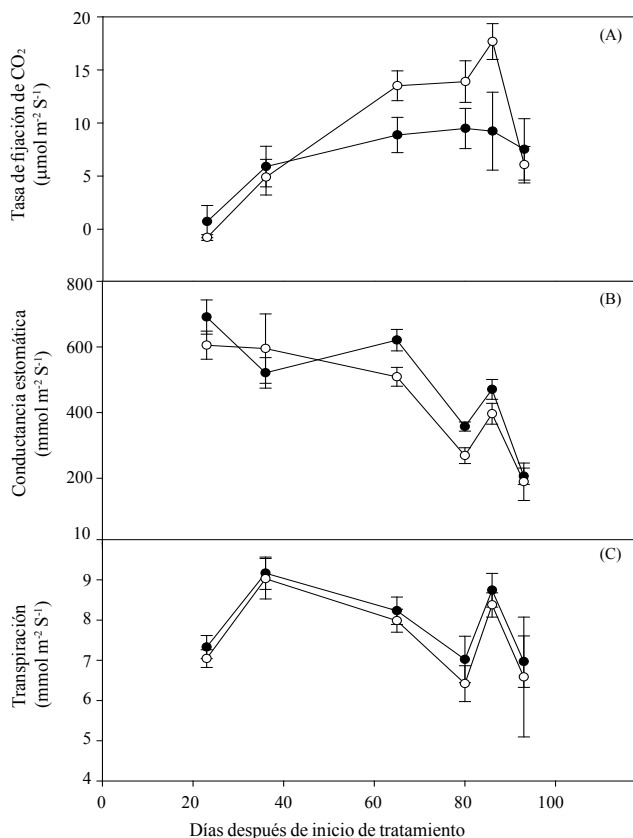 20
(A)
15
10
5
0
Tasa de fijación de CO₂
(µmol m⁻² S⁻¹)
800
(B)
600
400
200
Conductancia estomática
(mmol m⁻² S⁻¹)
10
(C)
9
8
7
6
5
4
Transpiración
(mmol m⁻² S⁻¹)
0 20 40 60 80 100
Días después de inicio de tratamiento